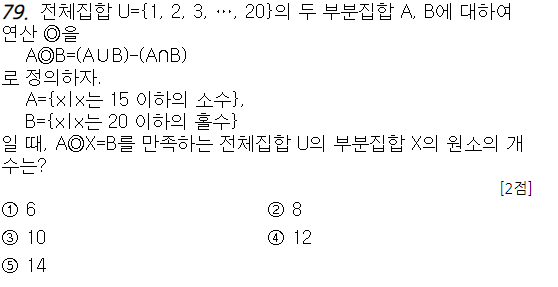 79. 전체집합 U={1, 2, 3, ⋯, 20}의 두 부분집합 A, B에 대하여
연산 ◎을
A◎B=(A∪B)-(A∩B)
로 정의하자.
A={x|x는 15 이하의 소수},
B={x|x는 20 이하의 홀수}
일 때, A◎X=B를 만족하는 전체집합 U의 부분집합 X의 원소의 개
수는?
[2점]
① 6 ② 8
③ 10 ④ 12
⑤ 14